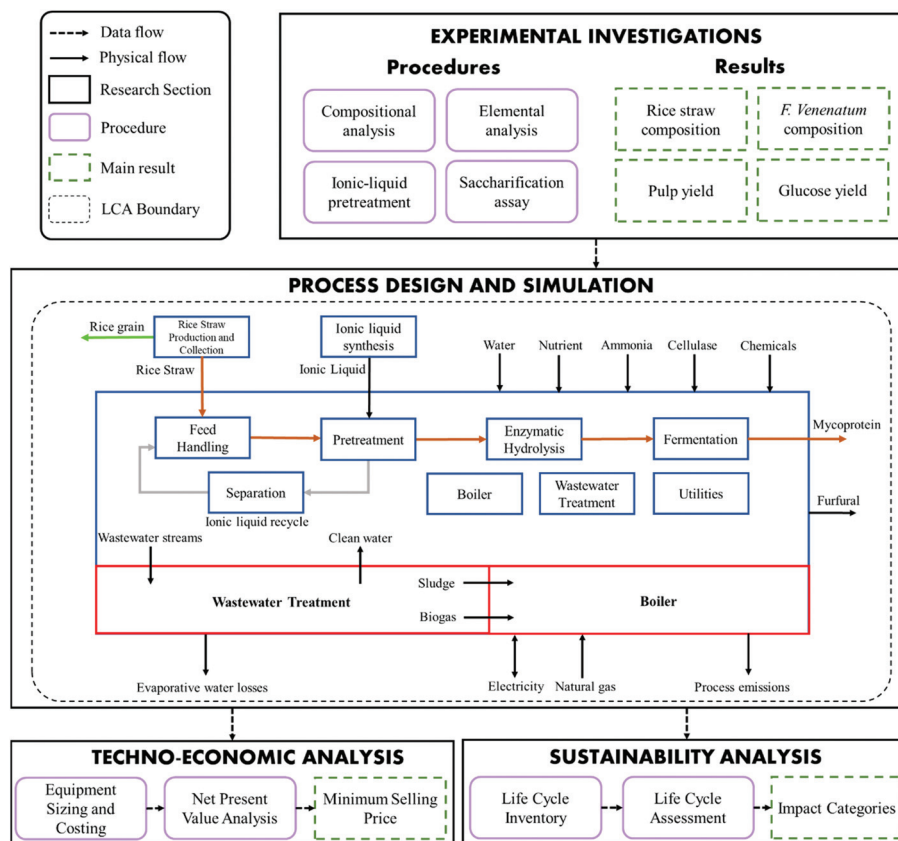 Data flow
Physical flow
Research Section
Procedure
Main result
LCA Boundary
EXPERIMENTAL INVESTIGATIONS
Procedures
Results
Compositional
analysis
Elemental
analysis
Rice straw
composition
F. Venenatum
composition
Ionic-liquid
pretreatment
Saccharification
assay
Pulp yield
Glucose yield
PROCESS DESIGN AND SIMULATION
Rice grain
Rice Straw
Production and
Collection
Ionic liquid
synthesis
Water
Nutrient
Ammonia
Cellulase
Chemicals
Rice Straw
Ionic Liquid
Feed
Handling
Pretreatment
Enzymatic
Hydrolysis
Fermentation
Mycoprotein
Separation
Ionic liquid recycle
Boiler
Wastewater
Treatment
Utilities
Furfural
Wastewater streams
Clean water
Sludge
Biogas
Wastewater Treatment
Boiler
Evaporative water losses
Electricity
Natural gas
Process emissions
TECHNO-ECONOMIC ANALYSIS
Equipment
Sizing and
Costing
Net Present
Value Analysis
Minimum Selling
Price
SUSTAINABILITY ANALYSIS
Life Cycle
Inventory
Life Cycle
Assessment
Impact Categories